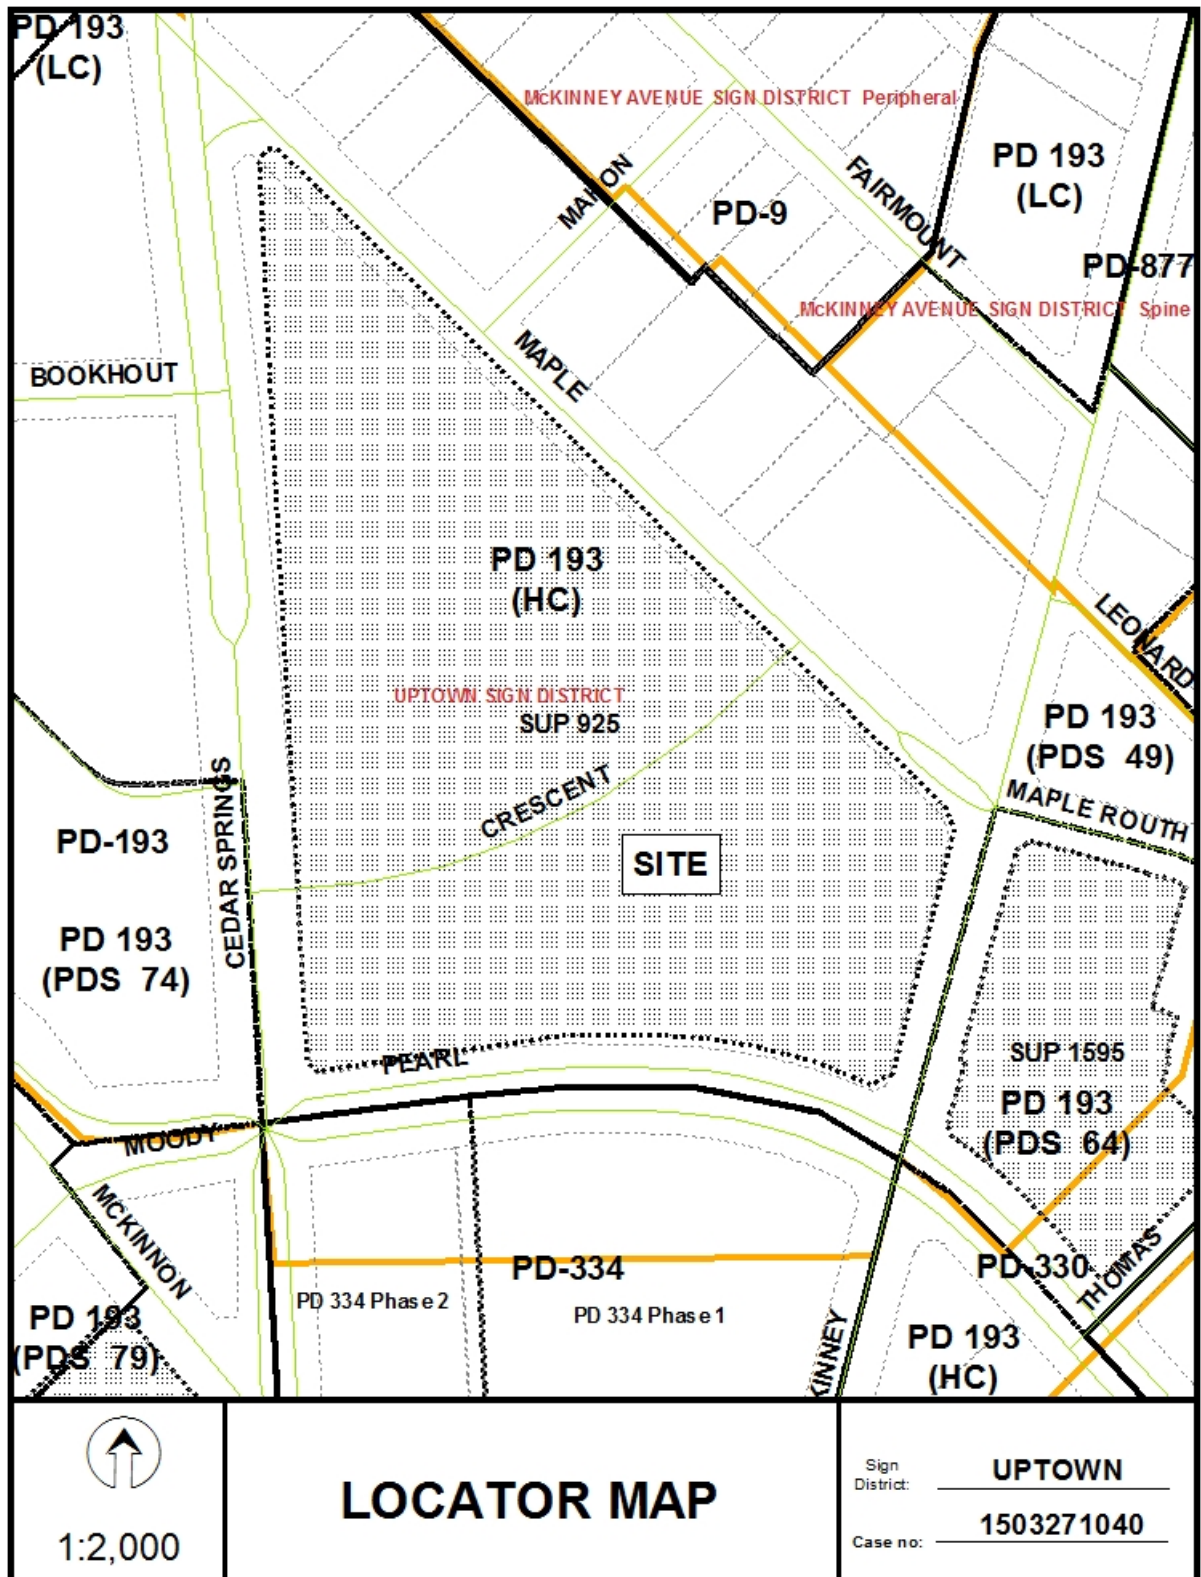 PD 193
(LC)
McKINNEY AVENUE SIGN DISTRICT Peripheral
PD 193
(LC)
FAIRMOUNT
PD-9
PD-877
McKINNEY AVENUE SIGN DISTRICT Spine
MAPLE
BOOKHOUT
PD 193
(HC)
LEONARD
UPTOWN SIGN DISTRICT
SUP 925
PD 193
(PDS 49)
CRESCENT
MAPLE ROUTH
CEDAR SPRINGS
PD-193
SITE
PD 193
(PDS 74)
SUP 1595
PD 193
(PDS 64)
PEARL
MOODY
MCKINNON
PD-334
PD-330
THOMAS
PD 334 Phase 2
PD 334 Phase 1
PD 193
(PDS 79)
KINNEY
PD 193
(HC)
1:2,000
LOCATOR MAP
Sign
District:
UPTOWN
Case no:
1503271040